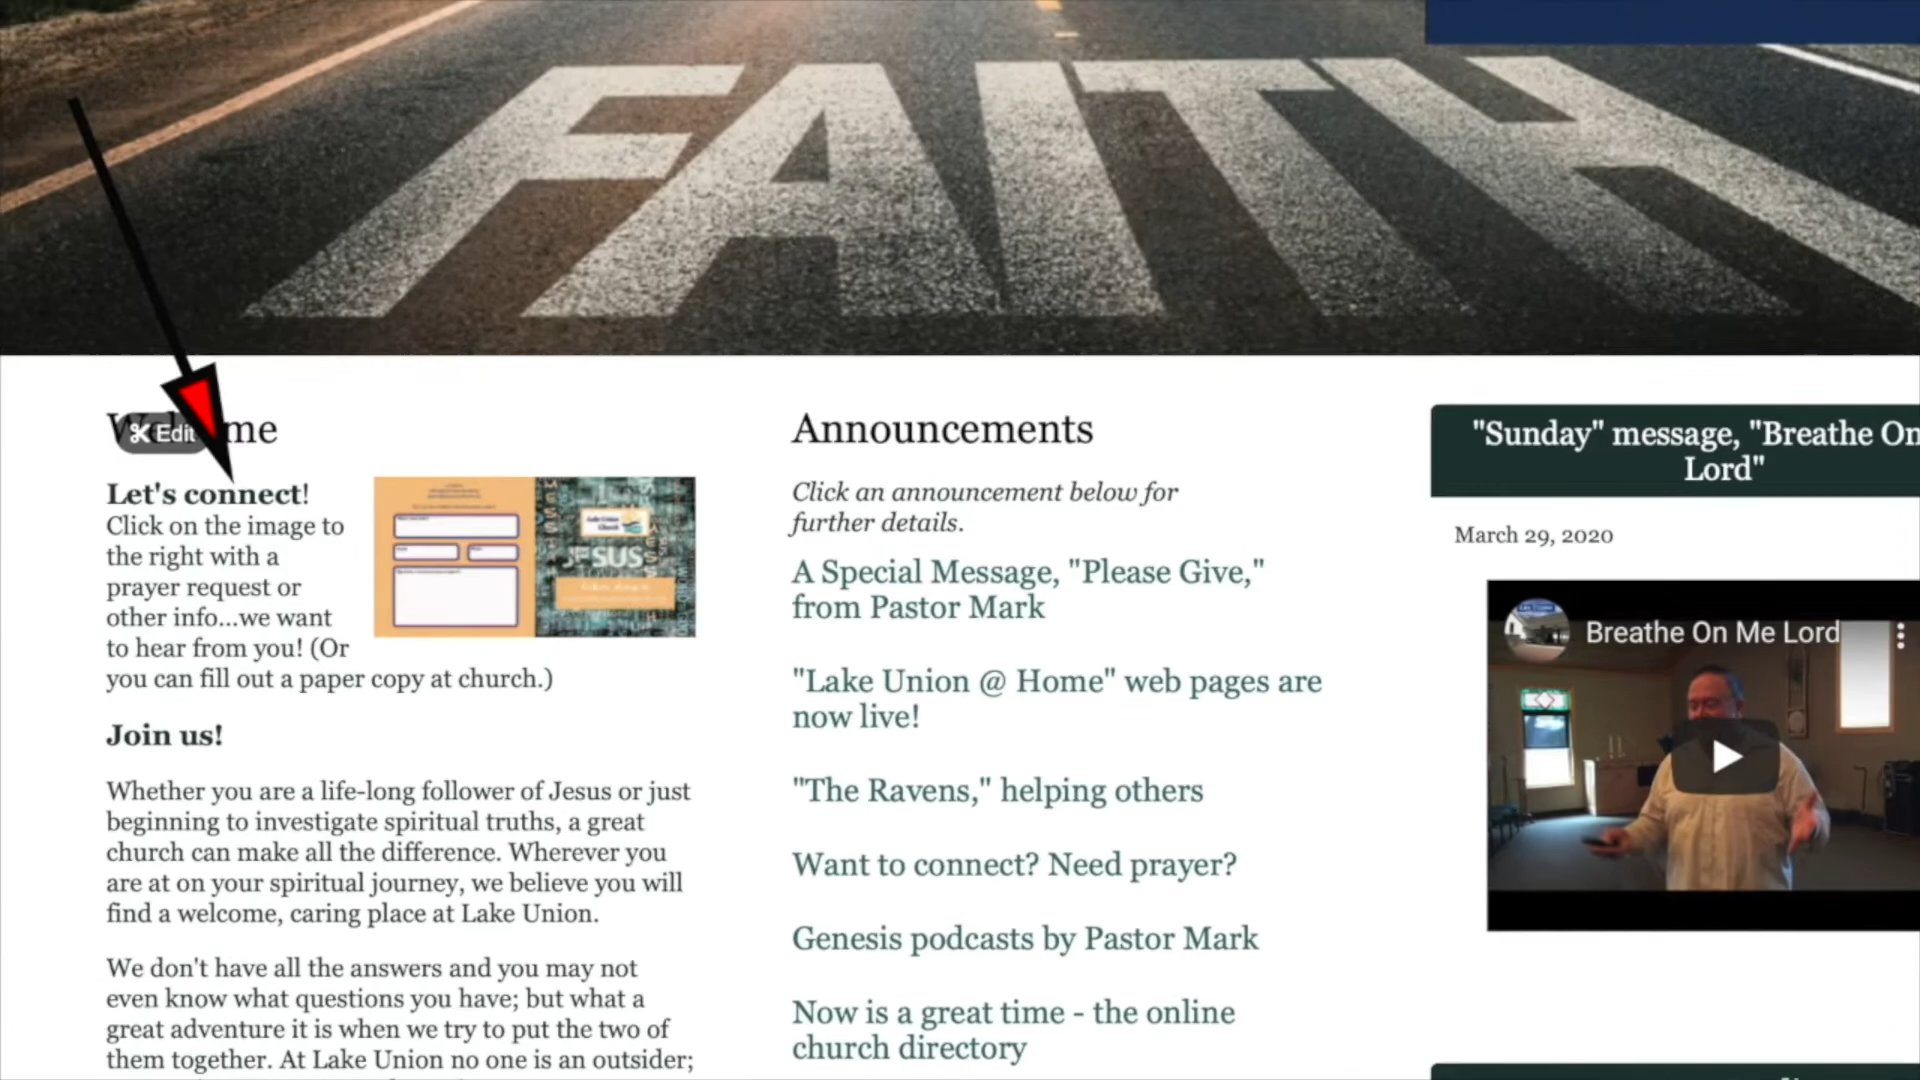 FAITH
Welcome
Edit
Let's connect!
Click on the image to
the right with a
prayer request or
other info...we want
to hear from you! (Or
you can fill out a paper copy at church.)
Join us!
Whether you are a life-long follower of Jesus or just
beginning to investigate spiritual truths, a great
church can make all the difference. Wherever you
are at on your spiritual journey, we believe you will
find a welcome, caring place at Lake Union.
We don't have all the answers and you may not
even know what questions you have; but what a
great adventure it is when we try to put the two of
them together. At Lake Union no one is an outsider;
JESUS
Announcements
Click an announcement below for
further details.
A Special Message, "Please Give,"
from Pastor Mark
"Lake Union @ Home" web pages are
now live!
"The Ravens," helping others
Want to connect? Need prayer?
Genesis podcasts by Pastor Mark
Now is a great time - the online
church directory
"Sunday" message, "Breathe On
Lord"
March 29, 2020
Breathe On Me Lord